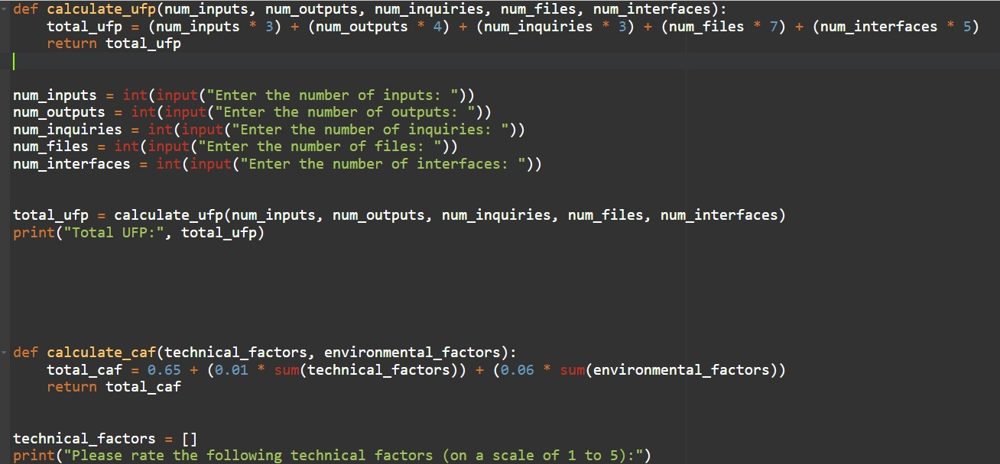 def calculate_ufp(num_inputs, num_outputs, num_inquiries, num_files, num_interfaces):
    total_ufp = (num_inputs * 3) + (num_outputs * 4) + (num_inquiries * 3) + (num_files * 7) + (num_interfaces * 5)
    return total_ufp
num_inputs = int(input("Enter the number of inputs: "))
num_outputs = int(input("Enter the number of outputs: "))
num_inquiries = int(input("Enter the number of inquiries: "))
num_files = int(input("Enter the number of files: "))
num_interfaces = int(input("Enter the number of interfaces: "))
total_ufp = calculate_ufp(num_inputs, num_outputs, num_inquiries, num_files, num_interfaces)
print("Total UFP:", total_ufp)
def calculate_caf(technical_factors, environmental_factors):
    total_caf = 0.65 + (0.01 * sum(technical_factors)) + (0.06 * sum(environmental_factors))
    return total_caf
technical_factors = []
print("Please rate the following technical factors (on a scale of 1 to 5):")